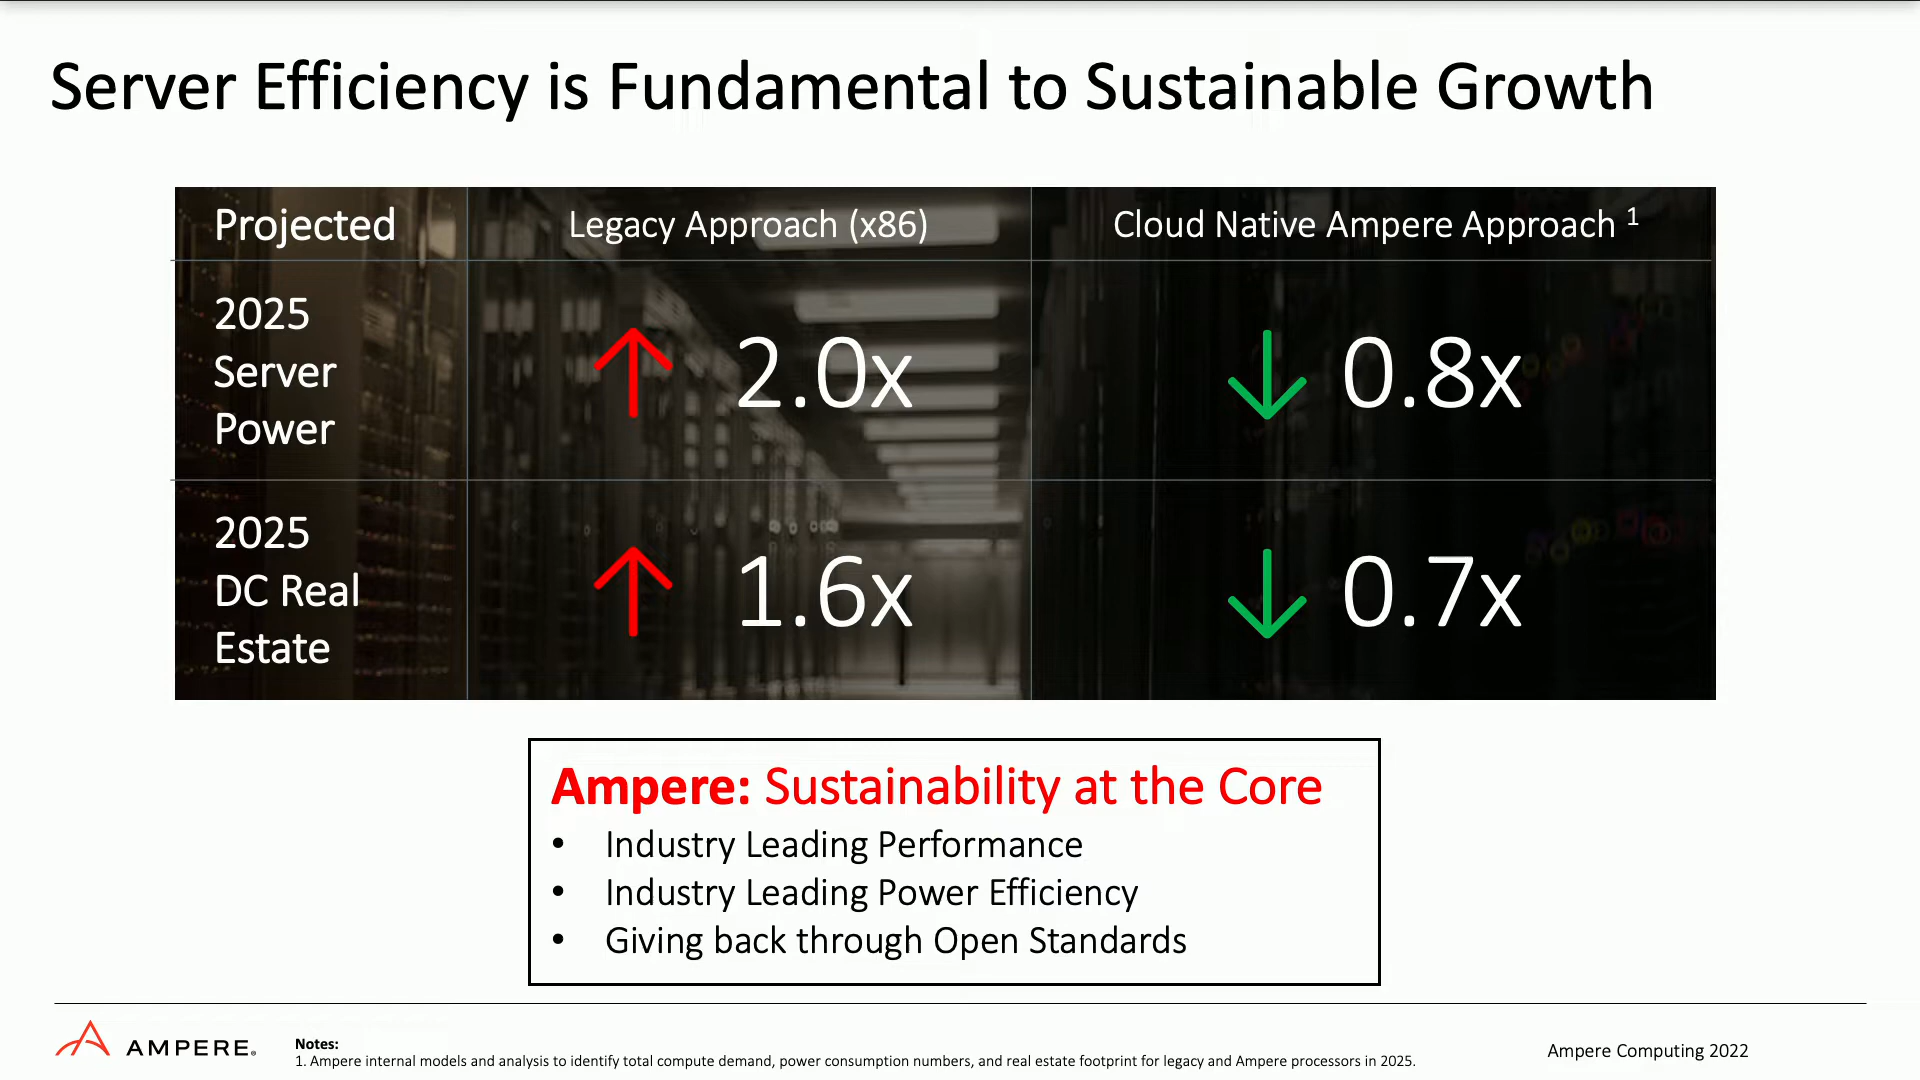 Server Efficiency is Fundamental to Sustainable Growth
Projected
Legacy Approach (x86)
Cloud Native Ampere Approach 1
2025
Server
Power
2.0x
0.8x
2025
DC Real
Estate
1.6x
0.7x
Ampere: Sustainability at the Core
• Industry Leading Performance
• Industry Leading Power Efficiency
• Giving back through Open Standards
AMPERE®
Notes:
1. Ampere internal models and analysis to identify total compute demand, power consumption numbers, and real estate footprint for legacy and Ampere processors in 2025.
Ampere Computing 2022